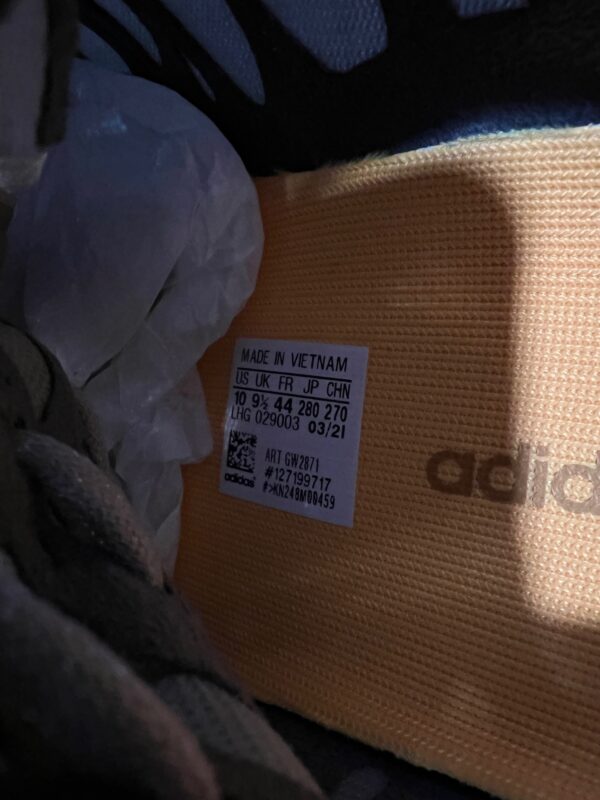 MADE IN VIETNAM
US UK FR JP CHN
10 9½ 44 280 270
LHG 029003 03/21
ART GW2871
#127199717
#>KN248M00459
adidas
adid